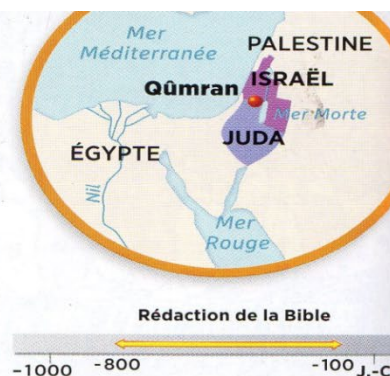 Mer
Méditerranée
PALESTINE
Qûmran
ISRAËL
Mer Morte
JUDA
ÉGYPTE
Nil
Mer
Rouge
Rédaction de la Bible
-1000 -800 -100 J.-C